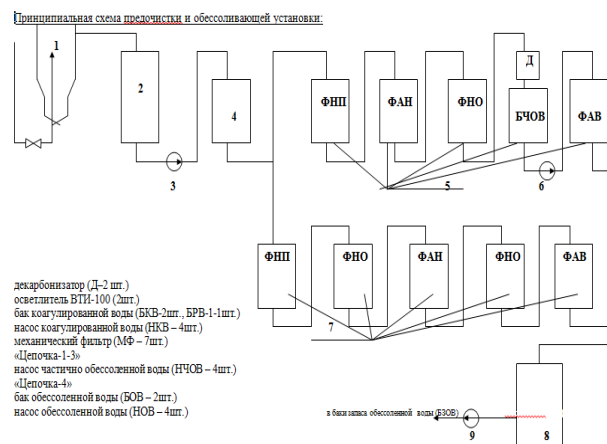 Принципиальная схема предочистки и обессоливающей установки:
1
2
3
4
ФНП
ФАН
ФНО
Д
БЧОВ
ФАВ
5
6
ФНП
ФНО
ФАН
ФНО
ФАВ
7
декарбонизатор (Д–2 шт.)
осветлитель ВТИ-100 (2шт.)
бак коагулированной воды (БКВ-2шт., БРВ-1-1шт.)
насос коагулированной воды (НКВ – 4шт.)
механический фильтр (МФ – 7шт.)
«Цепочка-1-3»
насос частично обессоленной воды (НЧОВ – 4шт.)
«Цепочка-4»
бак обессоленной воды (БОВ – 2шт.)
насос обессоленной воды (НОВ – 4шт.)
в баки запаса обессоленной воды (БЗОВ)
9
8